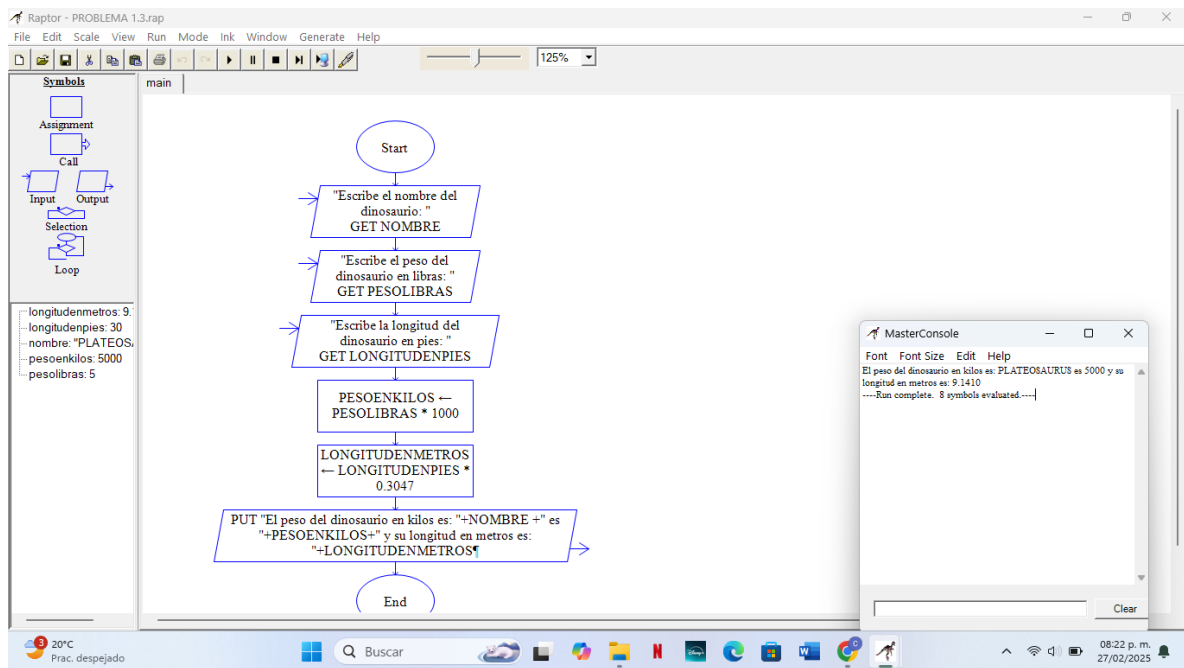 Raptor - PROBLEMA 1.3.rap
File Edit Scale View Run Mode Ink Window Generate Help
125%
Symbols
Assignment
Call
Input Output
Selection
Loop
main
longitudenmetros: 9.
longitudenpies: 30
nombre: "PLATEOS
pesoenkilos: 5000
pesolibras: 5
Start
"Escribe el nombre del
dinosaurio: "
GET NOMBRE
"Escribe el peso del
dinosaurio en libras: "
GET PESOLIBRAS
"Escribe la longitud del
dinosaurio en pies: "
GET LONGITUDENPIES
PESOENKILOS ←
PESOLIBRAS * 1000
LONGITUDENMETROS
← LONGITUDENPIES *
0.3047
PUT "El peso del dinosaurio en kilos es: "+NOMBRE +" es
"+PESOENKILOS+" y su longitud en metros es:
"+LONGITUDENMETROS¶
End
MasterConsole
Font Font Size Edit Help
El peso del dinosaurio en kilos es: PLATEOSAURUS es 5000 y su
longitud en metros es: 9.1410
----Run complete. 8 symbols evaluated.----
Clear
3
20°C
Prac. despejado
Buscar
08:22 p. m.
27/02/2025